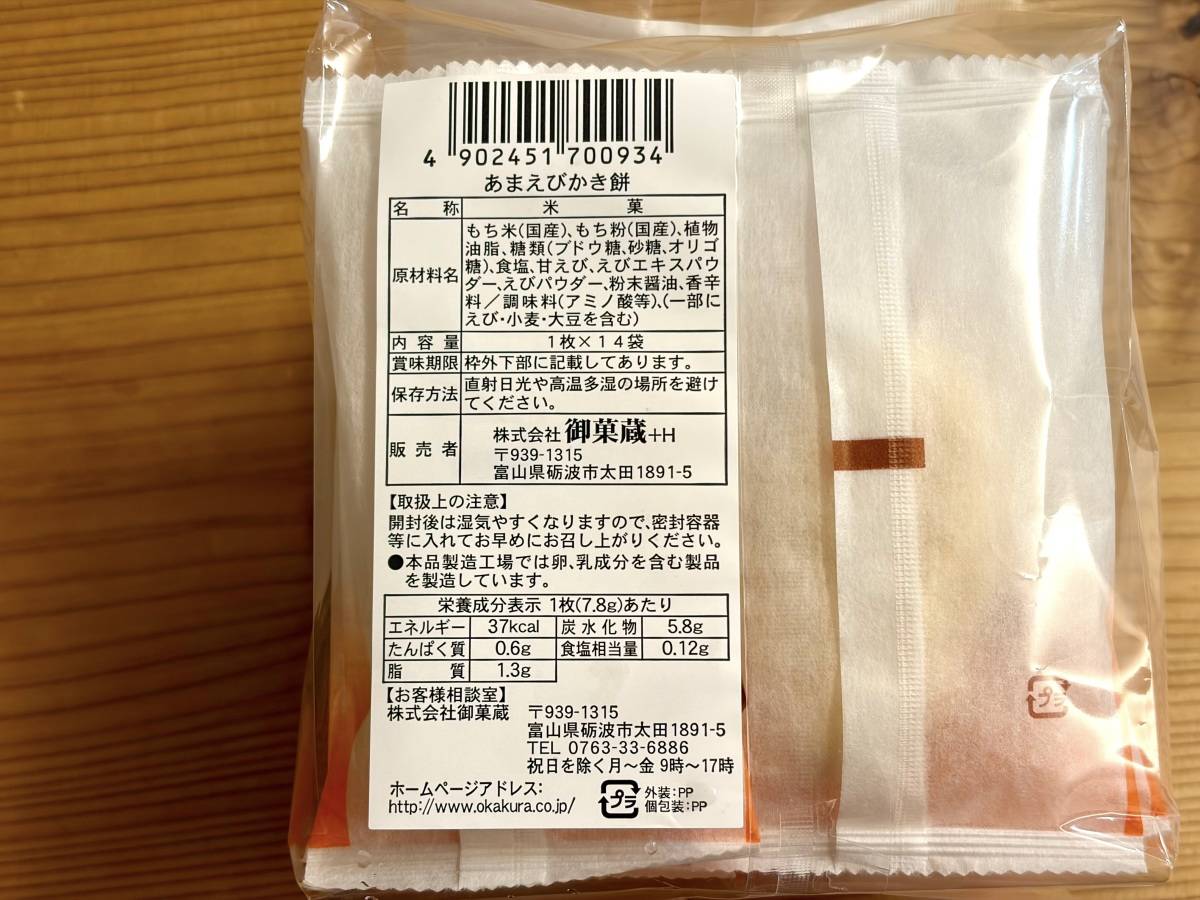 4 902451 700934
あまえびかき餅
名 称 米 菓
原材料名 もち米(国産)、もち粉(国産)、植物
油脂、糖類(ブドウ糖、砂糖、オリゴ
糖)、食塩、甘えび、えびエキスパウ
ダー、えびパウダー、粉末醤油、香辛
料／調味料(アミノ酸等)、(一部に
えび・小麦・大豆を含む)
内容量 1枚×14袋
賞味期限 枠外下部に記載してあります。
保存方法 直射日光や高温多湿の場所を避け
てください。
販売者 株式会社 御菓蔵+H
〒939-1315
富山県砺波市太田1891-5
【取扱上の注意】
開封後は湿気やすくなりますので、密封容器
等に入れてお早めにお召し上がりください。
●本品製造工場では卵、乳成分を含む製品
を製造しています。
栄養成分表示 1枚(7.8g)あたり
エネルギー 37kcal 炭水化物 5.8g
たんぱく質 0.6g 食塩相当量 0.12g
脂 質 1.3g
【お客様相談室】
株式会社御菓蔵 〒939-1315
富山県砺波市太田1891-5
TEL 0763-33-6886
祝日を除く月～金 9時～17時
ホームページアドレス:
http://www.okakura.co.jp/
プラ 外装:PP
個包装:PP
プラ